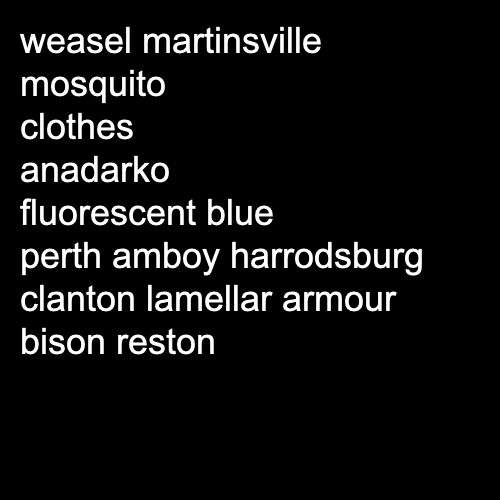 weasel martinsville
mosquito
clothes
anadarko
fluorescent blue
perth amboy harrodsburg
clanton lamellar armour
bison reston